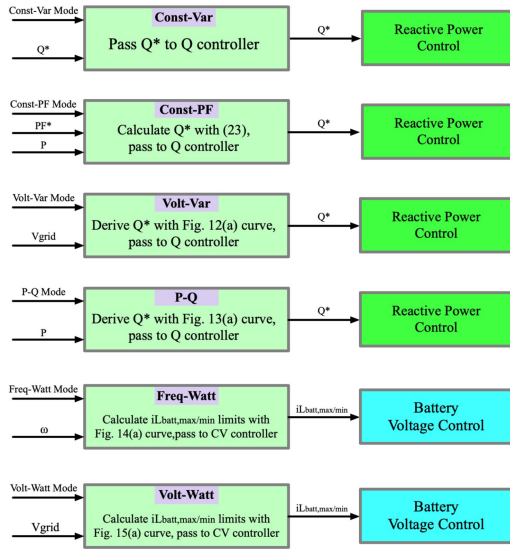 Const-Var Mode
Q*
Const-Var
Pass Q* to Q controller
Q*
Reactive Power
Control
Const-PF Mode
PF*
P
Const-PF
Calculate Q* with (23),
pass to Q controller
Q*
Reactive Power
Control
Volt-Var Mode
Vgrid
Volt-Var
Derive Q* with Fig. 12(a) curve,
pass to Q controller
Q*
Reactive Power
Control
P-Q Mode
P
P-Q
Derive Q* with Fig. 13(a) curve,
pass to Q controller
Q*
Reactive Power
Control
Freq-Watt Mode
ω
Freq-Watt
Calculate iLbatt,max/min limits with
Fig. 14(a) curve,pass to CV controller
iLbatt,max/min
Battery
Voltage Control
Volt-Watt Mode
Vgrid
Volt-Watt
Calculate iLbatt,max/min limits with
Fig. 15(a) curve, pass to CV controller
iLbatt,max/min
Battery
Voltage Control